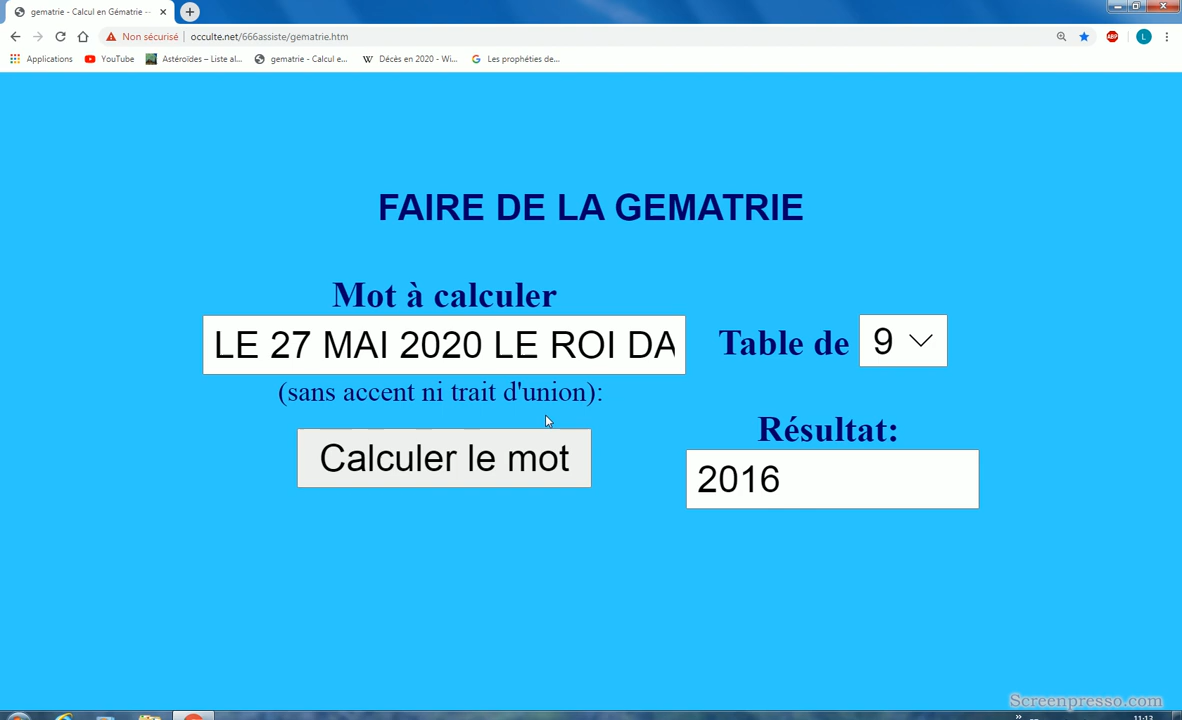 gematrie - Calcul en Gématrie -
Non sécurisé occulte.net/666assiste/gematrie.htm
ABP
L
Applications YouTube Astéroïdes – Liste al... gematrie - Calcul e... W Décès en 2020 - Wi... Les prophéties de...
FAIRE DE LA GEMATRIE
Mot à calculer
LE 27 MAI 2020 LE ROI DA
Table de 9
(sans accent ni trait d'union):
Résultat:
Calculer le mot
2016
Screenpresso.com